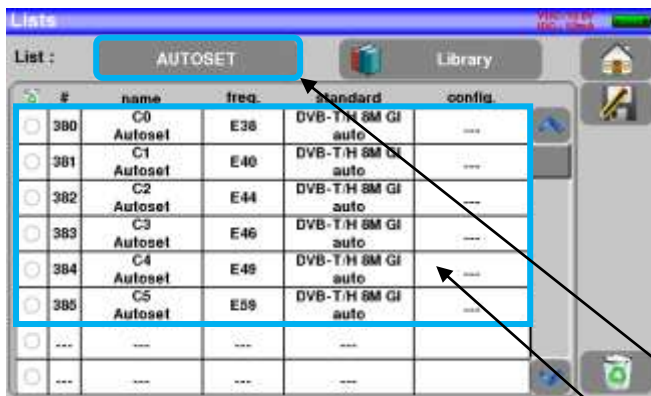 Lists
List : AUTOSET Library
# name freq. standard config.
380 C0 Autoset E38 DVB-T/H 8M GI auto ---
381 C1 Autoset E40 DVB-T/H 8M GI auto ---
382 C2 Autoset E44 DVB-T/H 8M GI auto ---
383 C3 Autoset E46 DVB-T/H 8M GI auto ---
384 C4 Autoset E49 DVB-T/H 8M GI auto ---
385 C5 Autoset E59 DVB-T/H 8M GI auto ---
--- --- --- ---
--- --- --- ---